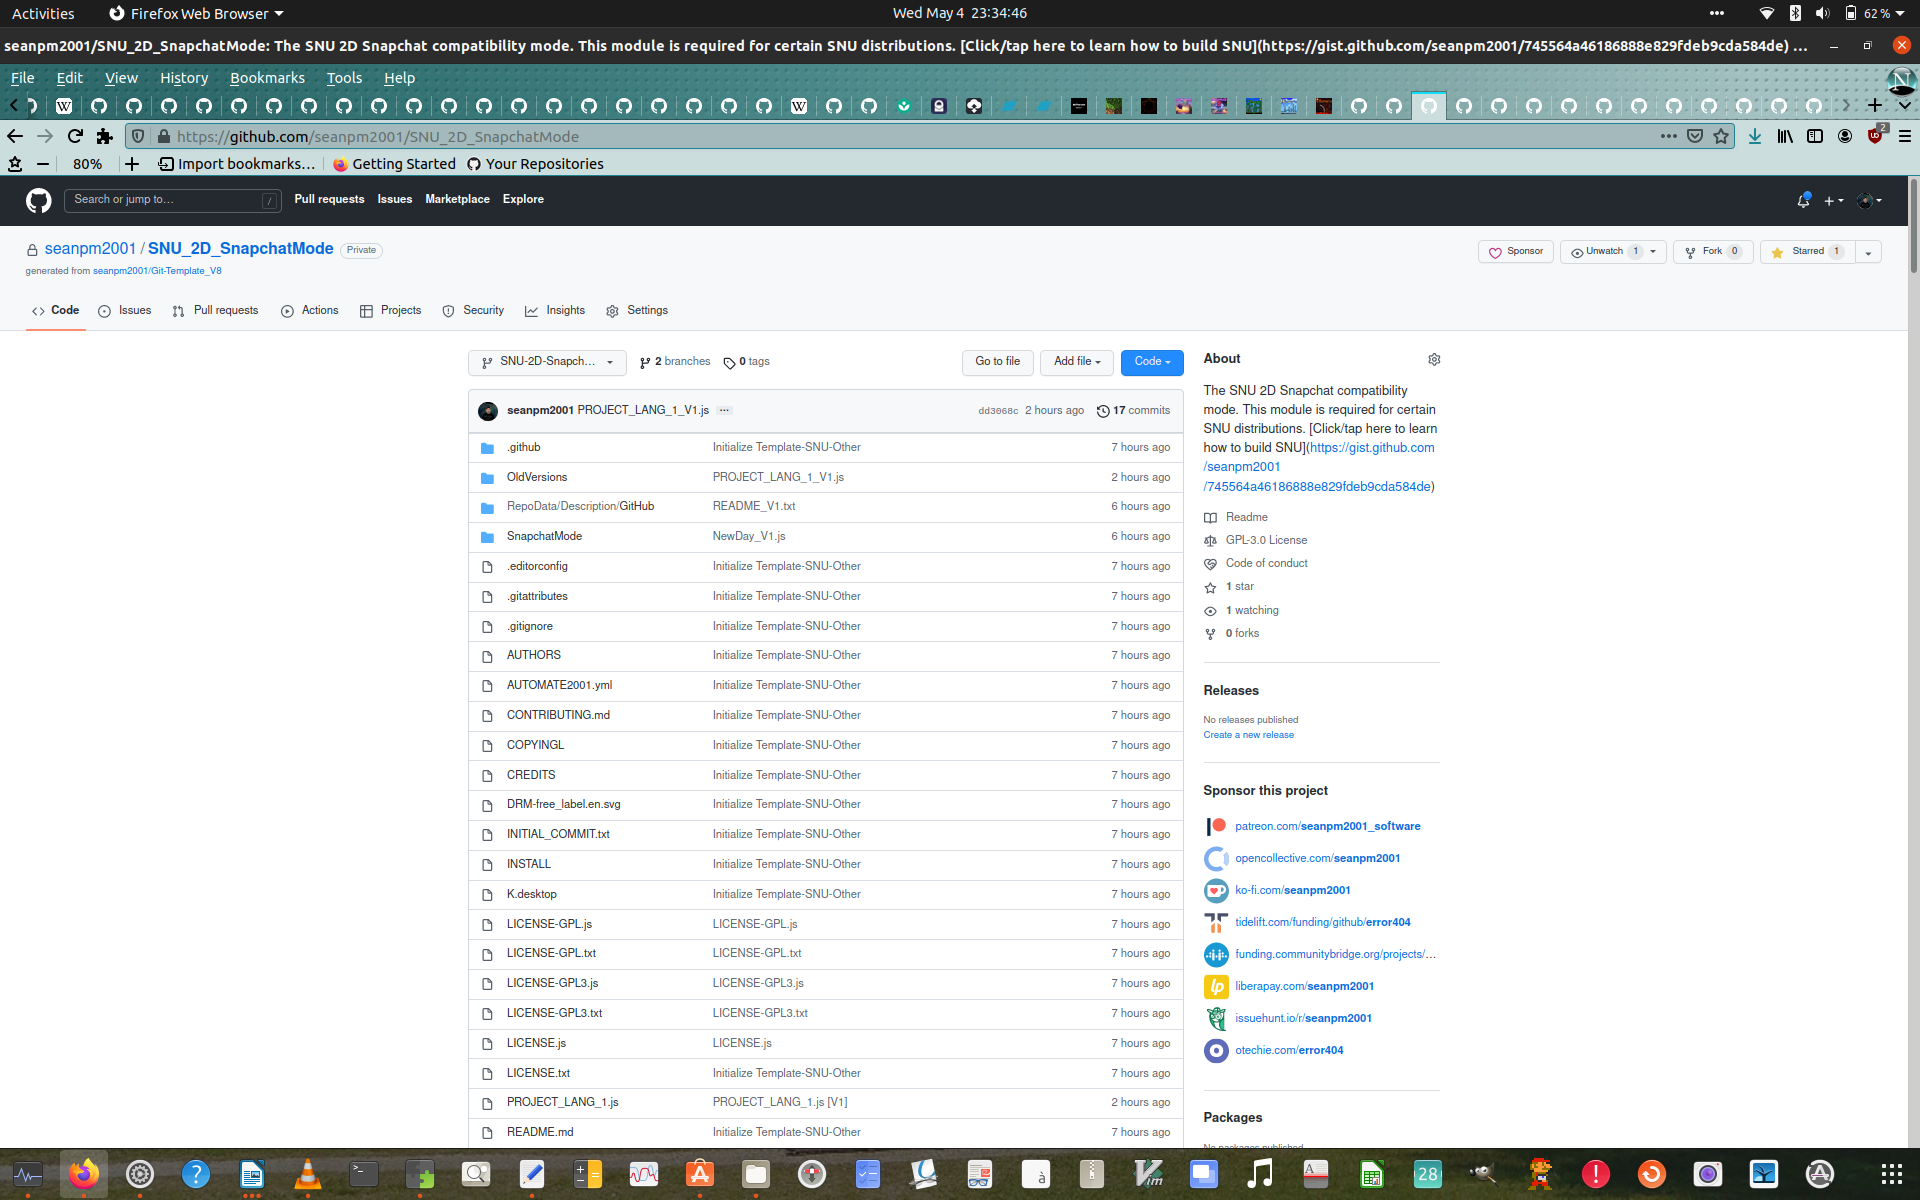 Activities Firefox Web Browser Wed May 4 23:34:46 62 %
seanpm2001/SNU_2D_SnapchatMode: The SNU 2D Snapchat compatibility mode. This module is required for certain SNU distributions. [Click/tap here to learn how to build SNU](https://gist.github.com/seanpm2001/745564a46186888e829fdeb9cda584de) ...
File Edit View History Bookmarks Tools Help
https://github.com/seanpm2001/SNU_2D_SnapchatMode 2
80% Import bookmarks... Getting Started Your Repositories
Search or jump to... / Pull requests Issues Marketplace Explore
seanpm2001 / SNU_2D_SnapchatMode Private
generated from seanpm2001/Git-Template_V8
Sponsor Unwatch 1 Fork 0 Starred 1
Code Issues Pull requests Actions Projects Security Insights Settings
SNU-2D-Snapch... 2 branches 0 tags Go to file Add file Code
seanpm2001 PROJECT_LANG_1_V1.js ... dd3068c 2 hours ago 17 commits
.github Initialize Template-SNU-Other 7 hours ago
OldVersions PROJECT_LANG_1_V1.js 2 hours ago
RepoData/Description/GitHub README_V1.txt 6 hours ago
SnapchatMode NewDay_V1.js 6 hours ago
.editorconfig Initialize Template-SNU-Other 7 hours ago
.gitattributes Initialize Template-SNU-Other 7 hours ago
.gitignore Initialize Template-SNU-Other 7 hours ago
AUTHORS Initialize Template-SNU-Other 7 hours ago
AUTOMATE2001.yml Initialize Template-SNU-Other 7 hours ago
CONTRIBUTING.md Initialize Template-SNU-Other 7 hours ago
COPYINGL Initialize Template-SNU-Other 7 hours ago
CREDITS Initialize Template-SNU-Other 7 hours ago
DRM-free_label.en.svg Initialize Template-SNU-Other 7 hours ago
INITIAL_COMMIT.txt Initialize Template-SNU-Other 7 hours ago
INSTALL Initialize Template-SNU-Other 7 hours ago
K.desktop Initialize Template-SNU-Other 7 hours ago
LICENSE-GPL.js LICENSE-GPL.js 7 hours ago
LICENSE-GPL.txt LICENSE-GPL.txt 7 hours ago
LICENSE-GPL3.js LICENSE-GPL3.js 7 hours ago
LICENSE-GPL3.txt LICENSE-GPL3.txt 7 hours ago
LICENSE.js LICENSE.js 7 hours ago
LICENSE.txt Initialize Template-SNU-Other 7 hours ago
PROJECT_LANG_1.js PROJECT_LANG_1.js [V1] 2 hours ago
README.md Initialize Template-SNU-Other 7 hours ago
About
The SNU 2D Snapchat compatibility
mode. This module is required for certain
SNU distributions. [Click/tap here to learn
how to build SNU](https://gist.github.com
/seanpm2001
/745564a46186888e829fdeb9cda584de)
Readme
GPL-3.0 License
Code of conduct
1 star
1 watching
0 forks
Releases
No releases published
Create a new release
Sponsor this project
patreon.com/seanpm2001_software
opencollective.com/seanpm2001
ko-fi.com/seanpm2001
tidelift.com/funding/github/error404
funding.communitybridge.org/projects/...
liberapay.com/seanpm2001
issuehunt.io/r/seanpm2001
otechie.com/error404
Packages
No packages published
28